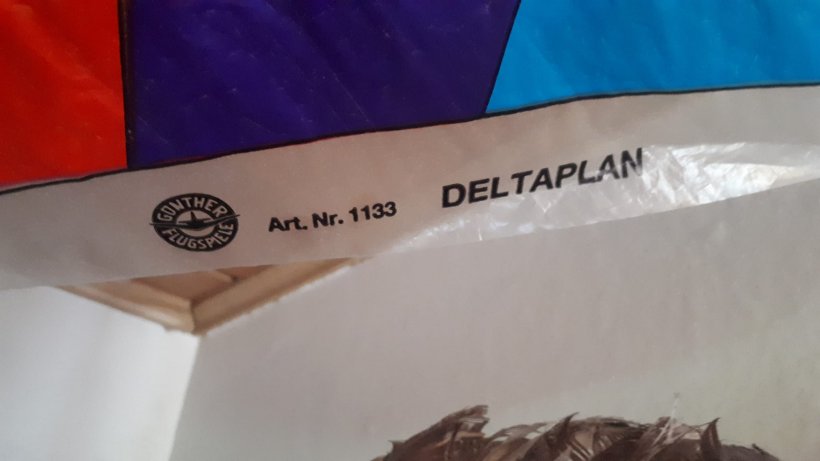 GÜNTHER
FLUGSPIELE
Art. Nr. 1133
DELTAPLAN